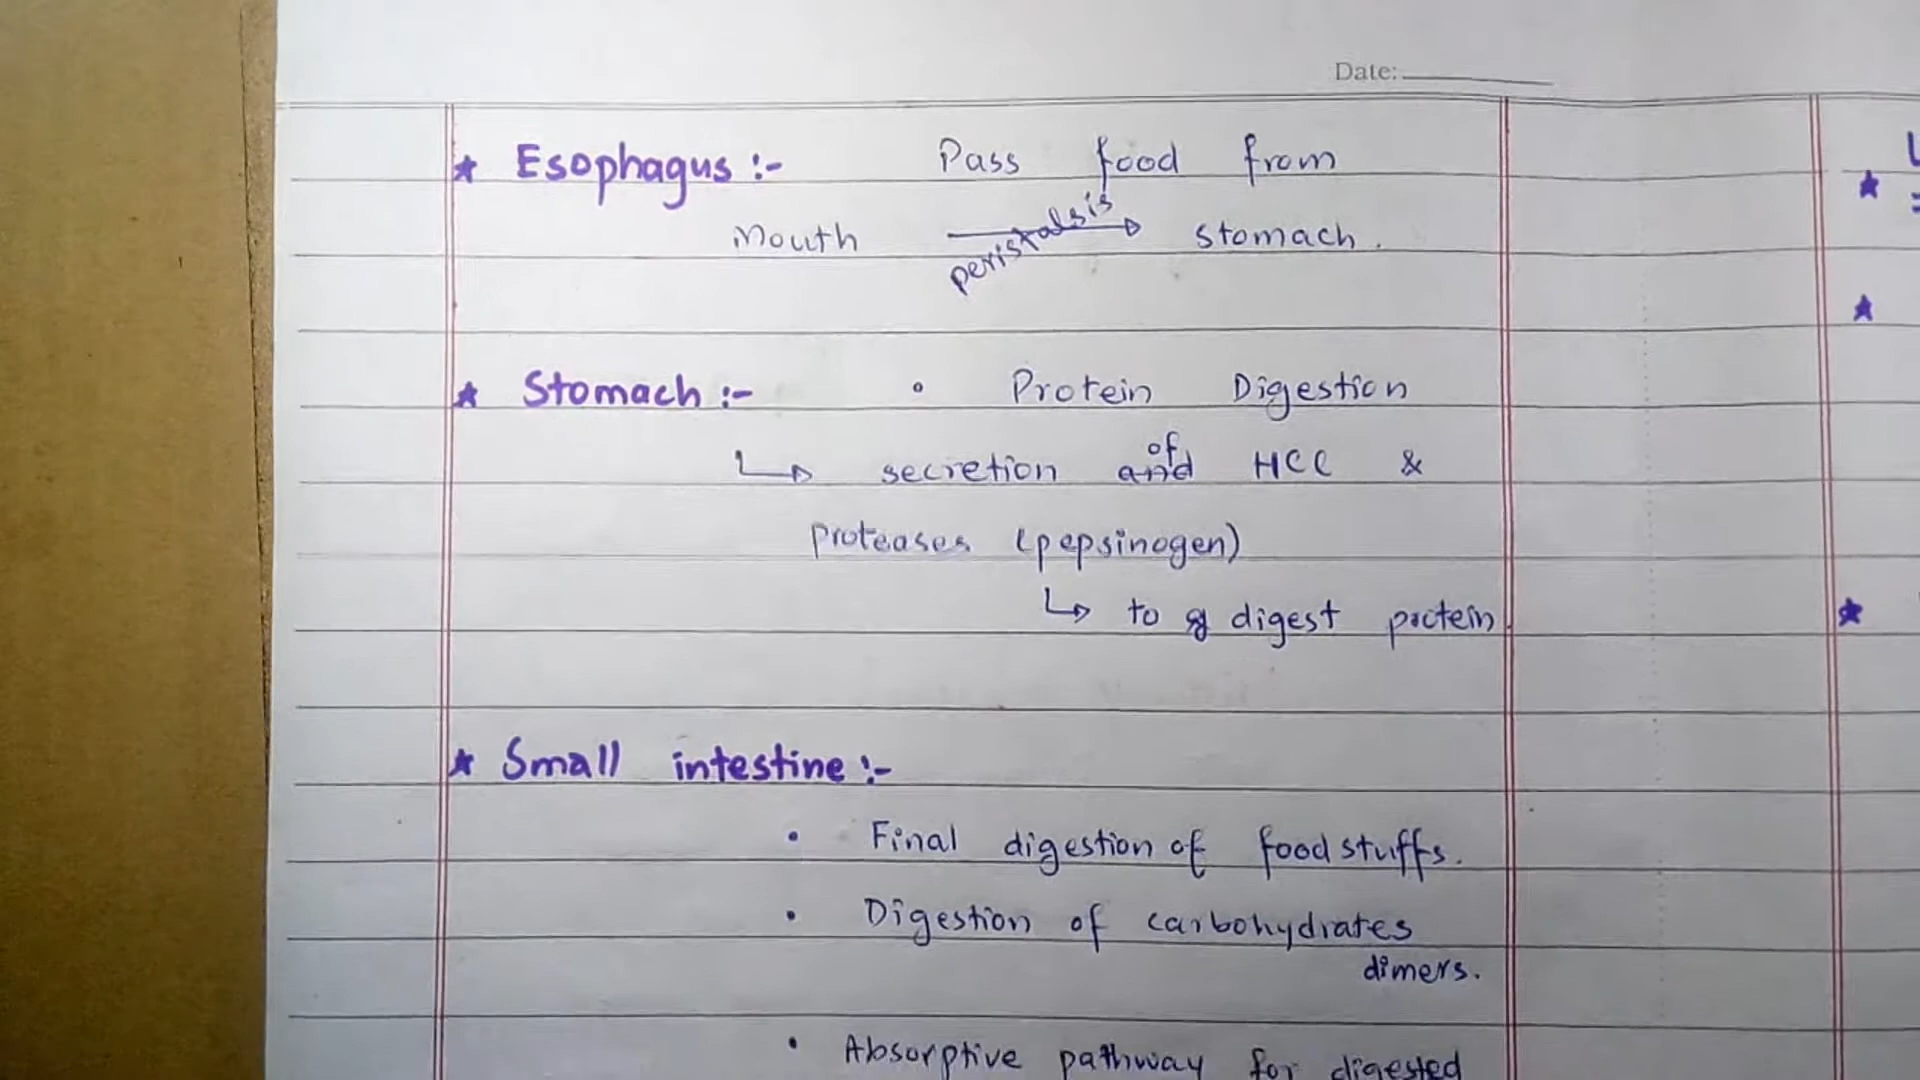 Date:
★ Esophagus :- Pass food from
Mouth peristalsis → stomach.
★ Stomach :- • Protein Digestion
↳ secretion of HCl &
proteases (pepsinogen)
↳ to digest protein
★ Small intestine :-
• Final digestion of food stuffs.
• Digestion of carbohydrates
dimers.
• Absorptive pathway for digested